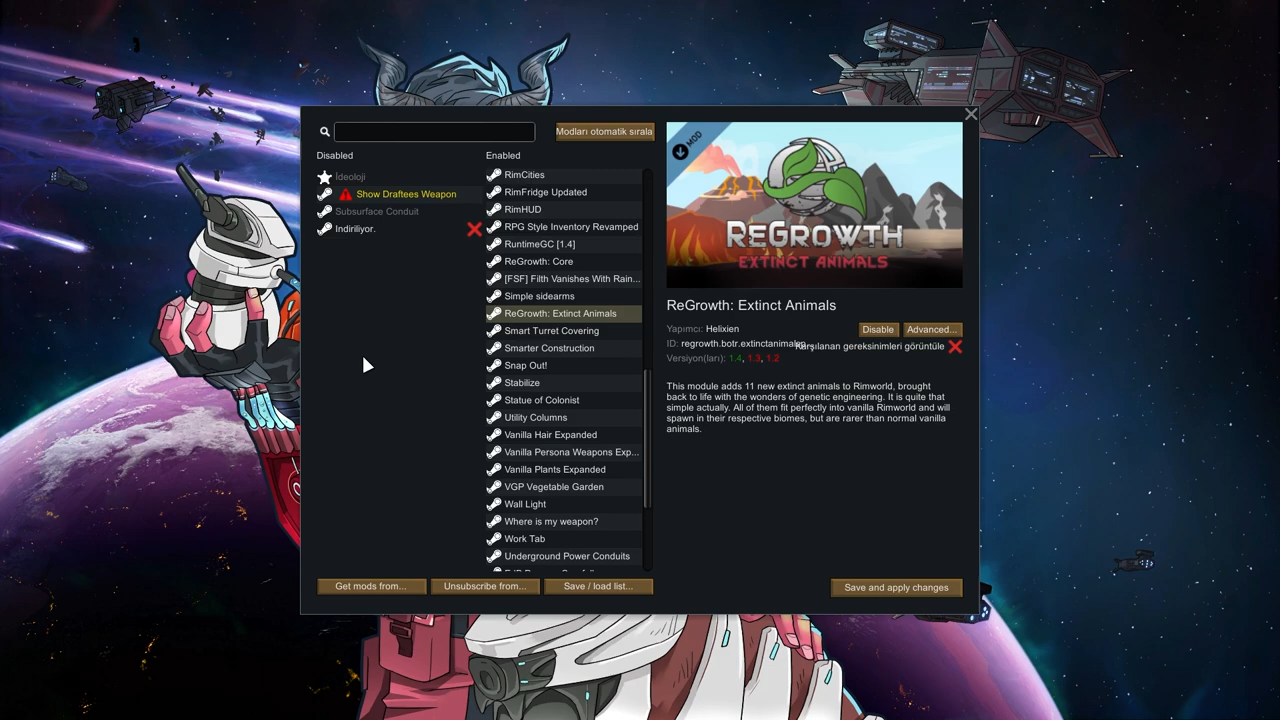 Modları otomatik sırala
Disabled
İdeoloji
Show Draftees Weapon
Subsurface Conduit
İndiriliyor.
Enabled
RimCities
RimFridge Updated
RimHUD
RPG Style Inventory Revamped
RuntimeGC [1.4]
ReGrowth: Core
[FSF] Filth Vanishes With Rain...
Simple sidearms
ReGrowth: Extinct Animals
Smart Turret Covering
Smarter Construction
Snap Out!
Stabilize
Statue of Colonist
Utility Columns
Vanilla Hair Expanded
Vanilla Persona Weapons Exp...
Vanilla Plants Expanded
VGP Vegetable Garden
Wall Light
Where is my weapon?
Work Tab
Underground Power Conduits
Get mods from...
Unsubscribe from...
Save / load list...
MOD
REGROWTH
EXTINCT ANIMALS
ReGrowth: Extinct Animals
Yapımcı: Helixien
Disable
Advanced...
ID: regrowth.botr.extinctanimals
Karşılanan gereksinimleri görüntüle
Versiyon(ları): 1.4, 1.3, 1.2
This module adds 11 new extinct animals to Rimworld, brought
back to life with the wonders of genetic engineering. It is quite that
simple actually. All of them fit perfectly into vanilla Rimworld and will
spawn in their respective biomes, but are rarer than normal vanilla
animals.
Save and apply changes